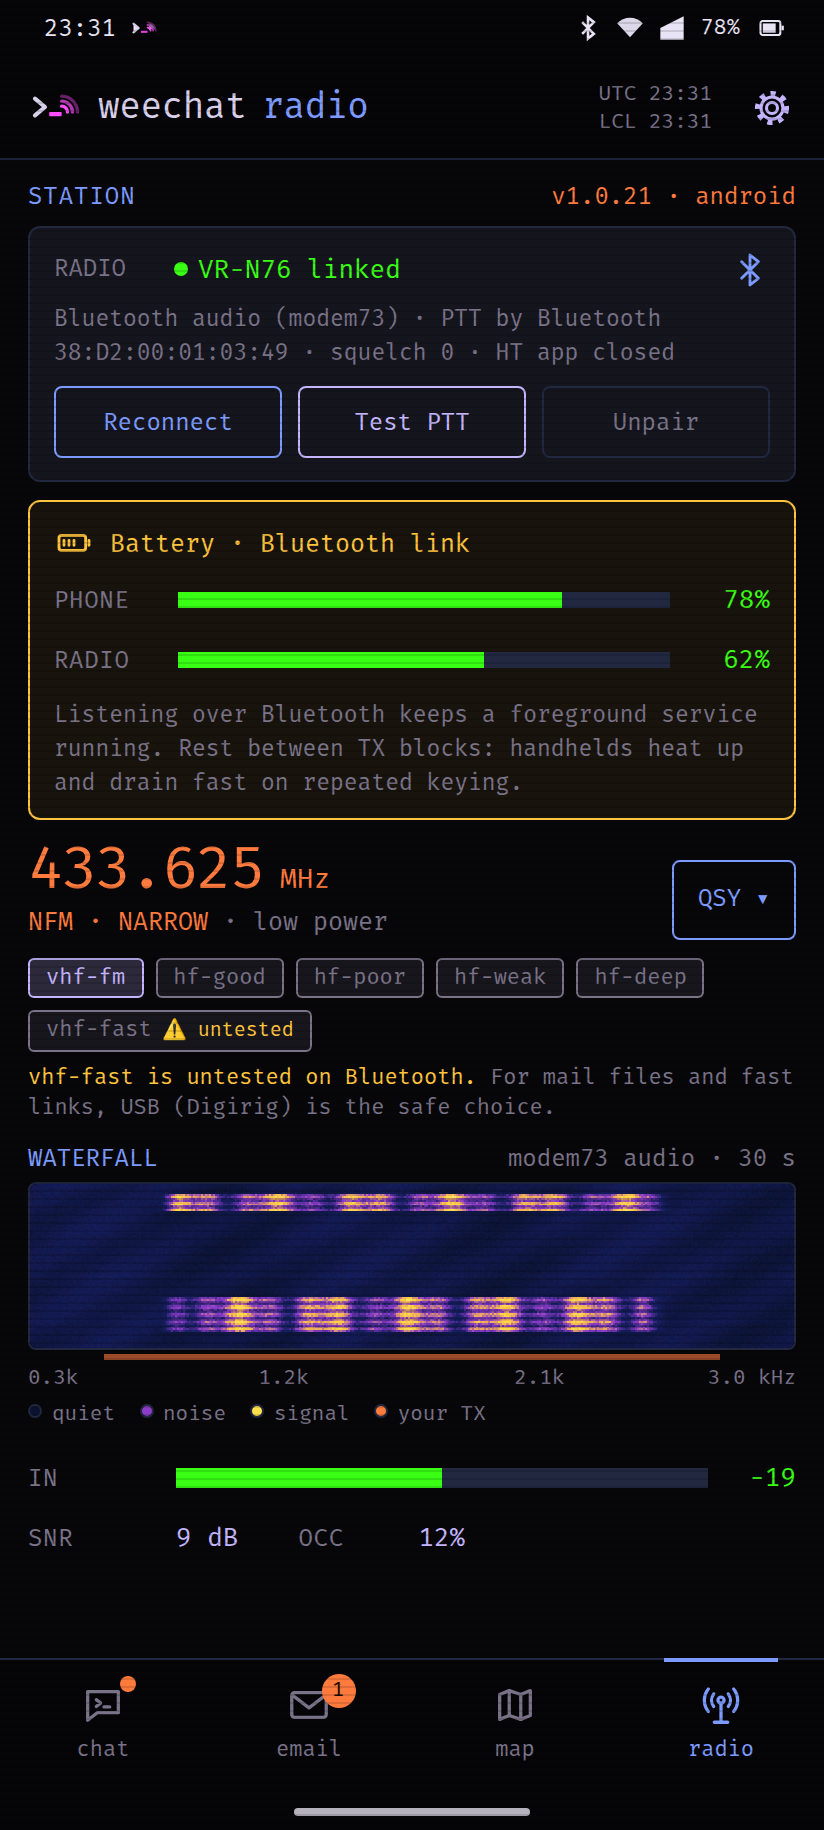 23:31
78%
weechat radio
UTC 23:31
LCL 23:31
STATION
v1.0.21 · android
RADIO
VR-N76 linked
Bluetooth audio (modem73) · PTT by Bluetooth
38:D2:00:01:03:49 · squelch 0 · HT app closed
Reconnect
Test PTT
Unpair
Battery · Bluetooth link
PHONE
78%
RADIO
62%
Listening over Bluetooth keeps a foreground service
running. Rest between TX blocks: handhelds heat up
and drain fast on repeated keying.
433.625 MHz
NFM · NARROW · low power
QSY ▾
vhf-fm
hf-good
hf-poor
hf-weak
hf-deep
vhf-fast ⚠️ untested
vhf-fast is untested on Bluetooth. For mail files and fast
links, USB (Digirig) is the safe choice.
WATERFALL
modem73 audio · 30 s
0.3k
1.2k
2.1k
3.0 kHz
quiet
noise
signal
your TX
IN
-19
SNR
9 dB
OCC
12%
1
chat
email
map
radio